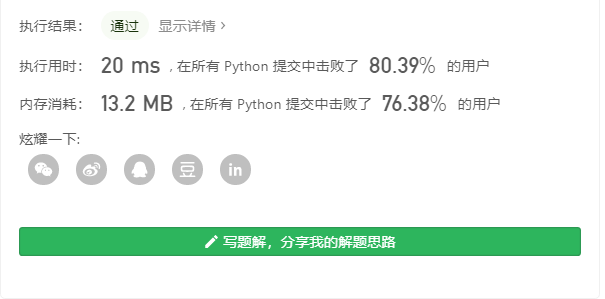 执行结果： 通过 显示详情 ›
执行用时： 20 ms , 在所有 Python 提交中击败了 80.39% 的用户
内存消耗： 13.2 MB , 在所有 Python 提交中击败了 76.38% 的用户
炫耀一下:
豆 in
写题解，分享我的解题思路